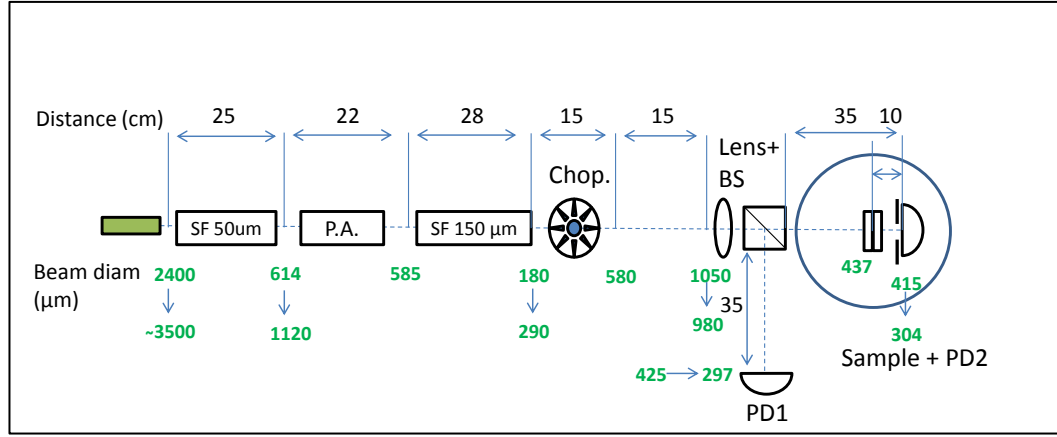 Distance (cm)
25
22
28
15
15
35
10
Lens+
BS
Chop.
SF 50um
P.A.
SF 150 µm
Beam diam
(µm)
2400
614
585
180
580
1050
437
415
~3500
1120
290
980
35
304
Sample + PD2
425
297
PD1